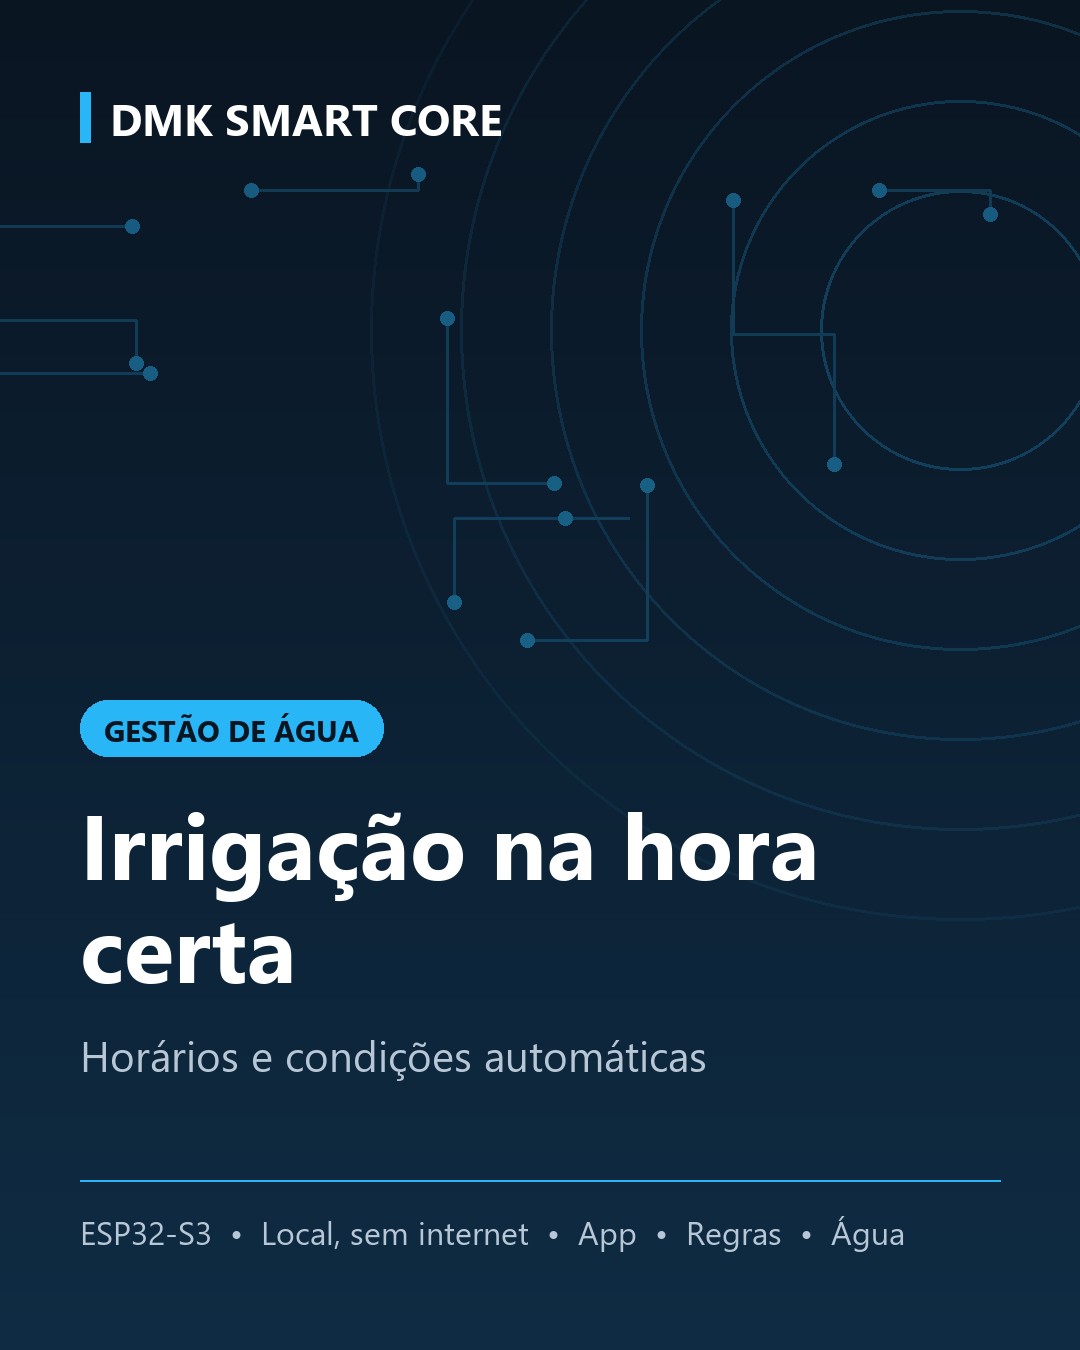 DMK SMART CORE
GESTÃO DE ÁGUA
Irrigação na hora
certa
Horários e condições automáticas
ESP32-S3 • Local, sem internet • App • Regras • Água